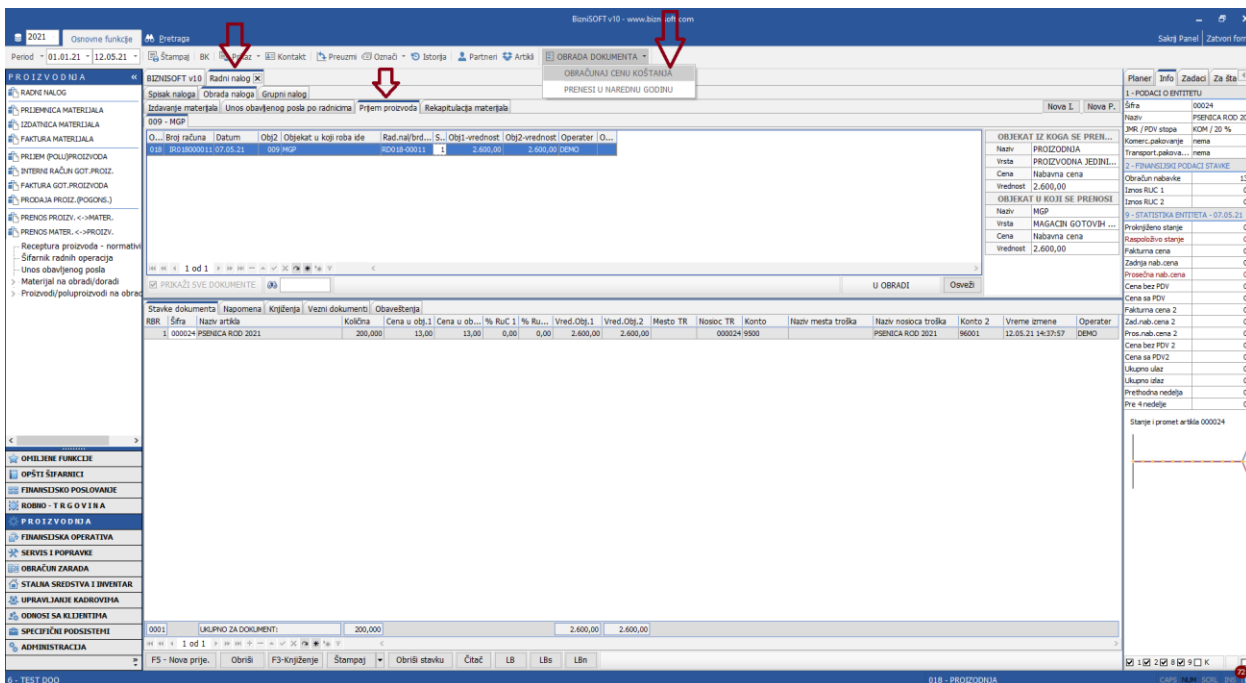 BizniSOFT v10 - www.biznisoft.com
2021 Osnovne funkcije Pretraga Sakrij Panel Zatvori form
Period 01.01.21 - 12.05.21 Štampaj BK Prikaz Kontakt Preuzmi Označi Istorija Partneri Artikli OBRADA DOKUMENTA
OBRAČUNAJ CENU KOŠTANJA
PRENESI U NAREDNU GODINU
P R O I Z V O D N J A «
RADNI NALOG
PRIJEMNICA MATERIJALA
IZDATNICA MATERIJALA
FAKTURA MATERIJALA
PRIJEM (POLU)PROIZVODA
INTERNI RAČUN GOT.PROIZ.
FAKTURA GOT.PROIZVODA
PRODAJA PROIZ.(POGONS.)
PRENOS PROIZV. <->MATER.
PRENOS MATER. <->PROIZV.
Receptura proizvoda - normativi
Šifarnik radnih operacija
Unos obavljenog posla
Materijal na obradi/doradi
Proizvodi/poluproizvodi na obrad
OMILJENE FUNKCIJE
OPŠTI ŠIFARNICI
FINANSIJSKO POSLOVANJE
ROBNO - T R G O V I N A
P R O I Z V O D N J A
FINANSIJSKA OPERATIVA
SERVIS I POPRAVKE
OBRAČUN ZARADA
STALNA SREDSTVA I INVENTAR
UPRAVLJANJE KADROVIMA
ODNOSI SA KLIJENTIMA
SPECIFIČNI PODSISTEMI
ADMINISTRACIJA
BIZNISOFT v10 Radni nalog
Spisak naloga Obrada naloga Grupni nalog
Izdavanje materijala Unos obavljenog posla po radnicima Prijem proizvoda Rekapitulacija materijala Nova I. Nova P.
009 - MGP
O... Broj računa Datum Obj2 Objekat u koji roba ide Rad.nal/brd... S.. Obj1-vrednost Obj2-vrednost Operater O...
018 IR018000011 07.05.21 009 MGP RD018-00011 1 2.600,00 2.600,00 DEMO
OBJEKAT IZ KOGA SE PREN...
Naziv PROIZODNJA
Vrsta PROIZVODNA JEDINI...
Cena Nabavna cena
Vrednost 2.600,00
OBJEKAT U KOJI SE PRENOSI
Naziv MGP
Vrsta MAGACIN GOTOVIH ...
Cena Nabavna cena
Vrednost 2.600,00
1 od 1
PRIKAŽI SVE DOKUMENTE U OBRADI Osveži
Stavke dokumenta Napomena Knjiženja Vezni dokumenti Obaveštenja
RBR Šifra Naziv artikla Količina Cena u obj.1 Cena u ob... % RuC 1 % Ru... Vred.Obj.1 Vred.Obj.2 Mesto TR Nosioc TR Konto Naziv mesta troška Naziv nosioca troška Konto 2 Vreme izmene Operater
1 000024 PSENICA ROD 2021 200,000 13,00 13,00 0,00 0,00 2.600,00 2.600,00 000024 9500 PSENICA ROD 2021 96001 12.05.21 14:37:57 DEMO
0001 UKUPNO ZA DOKUMENT: 200,000 2.600,00 2.600,00
1 od 1
F5 - Nova prije. Obriši F3-Knjiženje Štampaj Obriši stavku Čitač LB LBs LBn
Planer Info Zadaci Za šta
1 - PODACI O ENTITETU
Šifra 00024
Naziv PSENICA ROD 20
JMR / PDV stopa KOM / 20 %
Komerc.pakovanje nema
Transport.pakova... nema
2 - FINANSIJSKI PODACI STAVKE
Obračun nabavke 13
Iznos RUC 1
Iznos RUC 2
9 - STATISTIKA ENTITETA - 07.05.21
Proknjiženo stanje
Raspoloživo stanje
Fakturna cena
Zadnja nab.cena
Prosečna nab.cena
Cena bez PDV
Cena sa PDV
Fakturna cena 2
Zad.nab.cena 2
Pros.nab.cena 2
Cena bez PDV 2
Cena sa PDV2
Ukupno ulaz
Ukupno izlaz
Prethodna nedelja
Pre 4 nedelje
Stanje i promet artikla 000024
1 2 8 9 K
6 - TEST DOO 018 - PROIZODNJA CAPS NUM SCRL INS 72